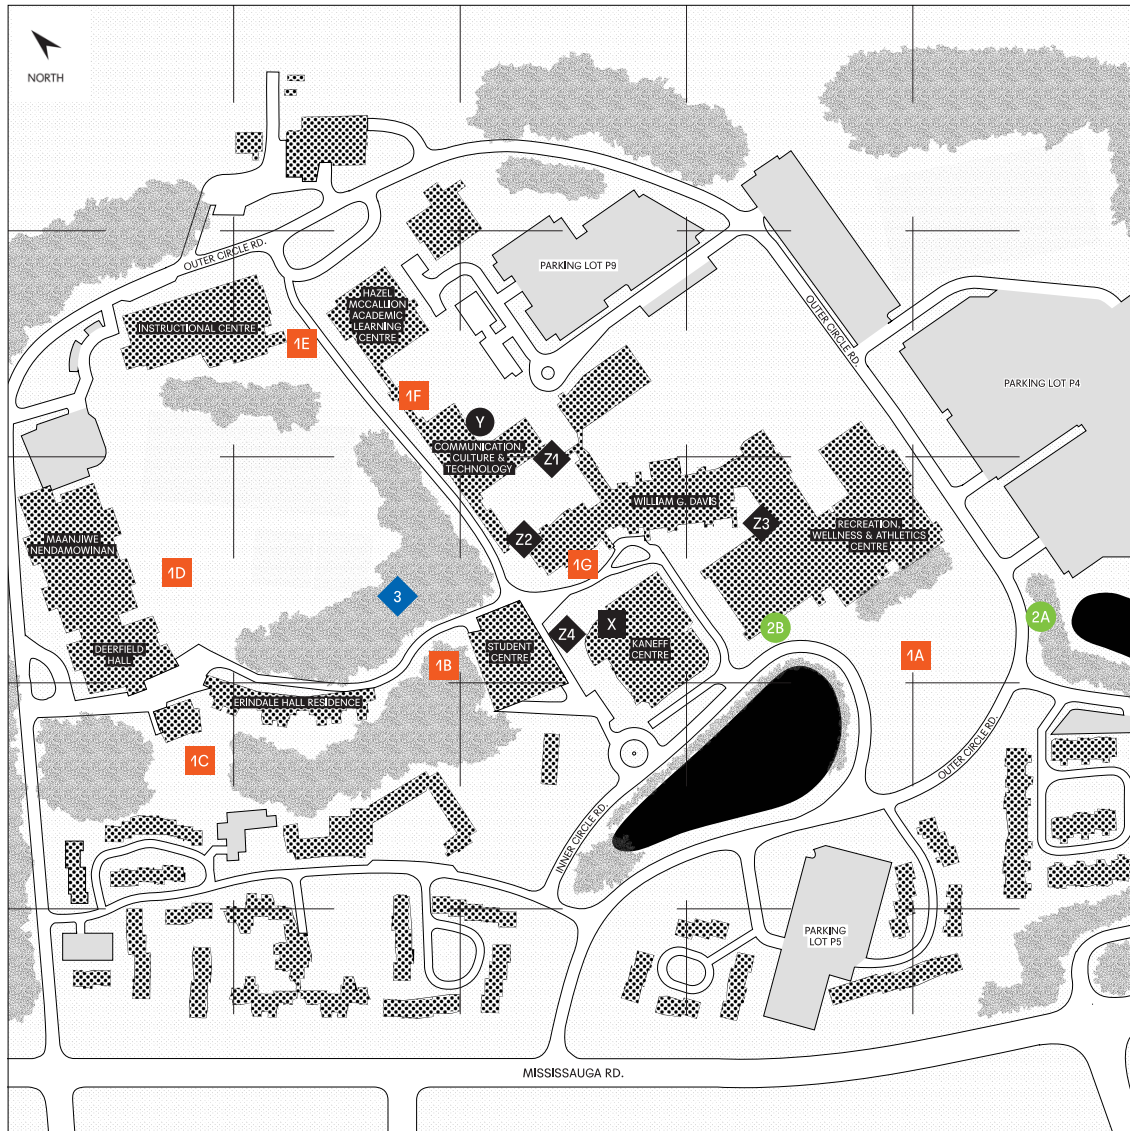 NORTH
OUTER CIRCLE RD.
PARKING LOT P9
HAZEL
MCCALLION
ACADEMIC
LEARNING
CENTRE
INSTRUCTIONAL CENTRE
1E
OUTER CIRCLE RD.
PARKING LOT P4
1F
Y
COMMUNICATION,
CULTURE &
TECHNOLOGY
Z1
WILLIAM G. DAVIS
Z3
RECREATION,
WELLNESS & ATHLETICS
CENTRE
MAANJIWE
NENDAMOWINAN
Z2
1G
1D
3
2A
X
2B
Z4
DEERFIELD
HALL
1B
STUDENT
CENTRE
KANEFF
CENTRE
1A
ERINDALE HALL RESIDENCE
1C
OUTER CIRCLE RD.
INNER CIRCLE RD.
PARKING
LOT P5
MISSISSAUGA RD.